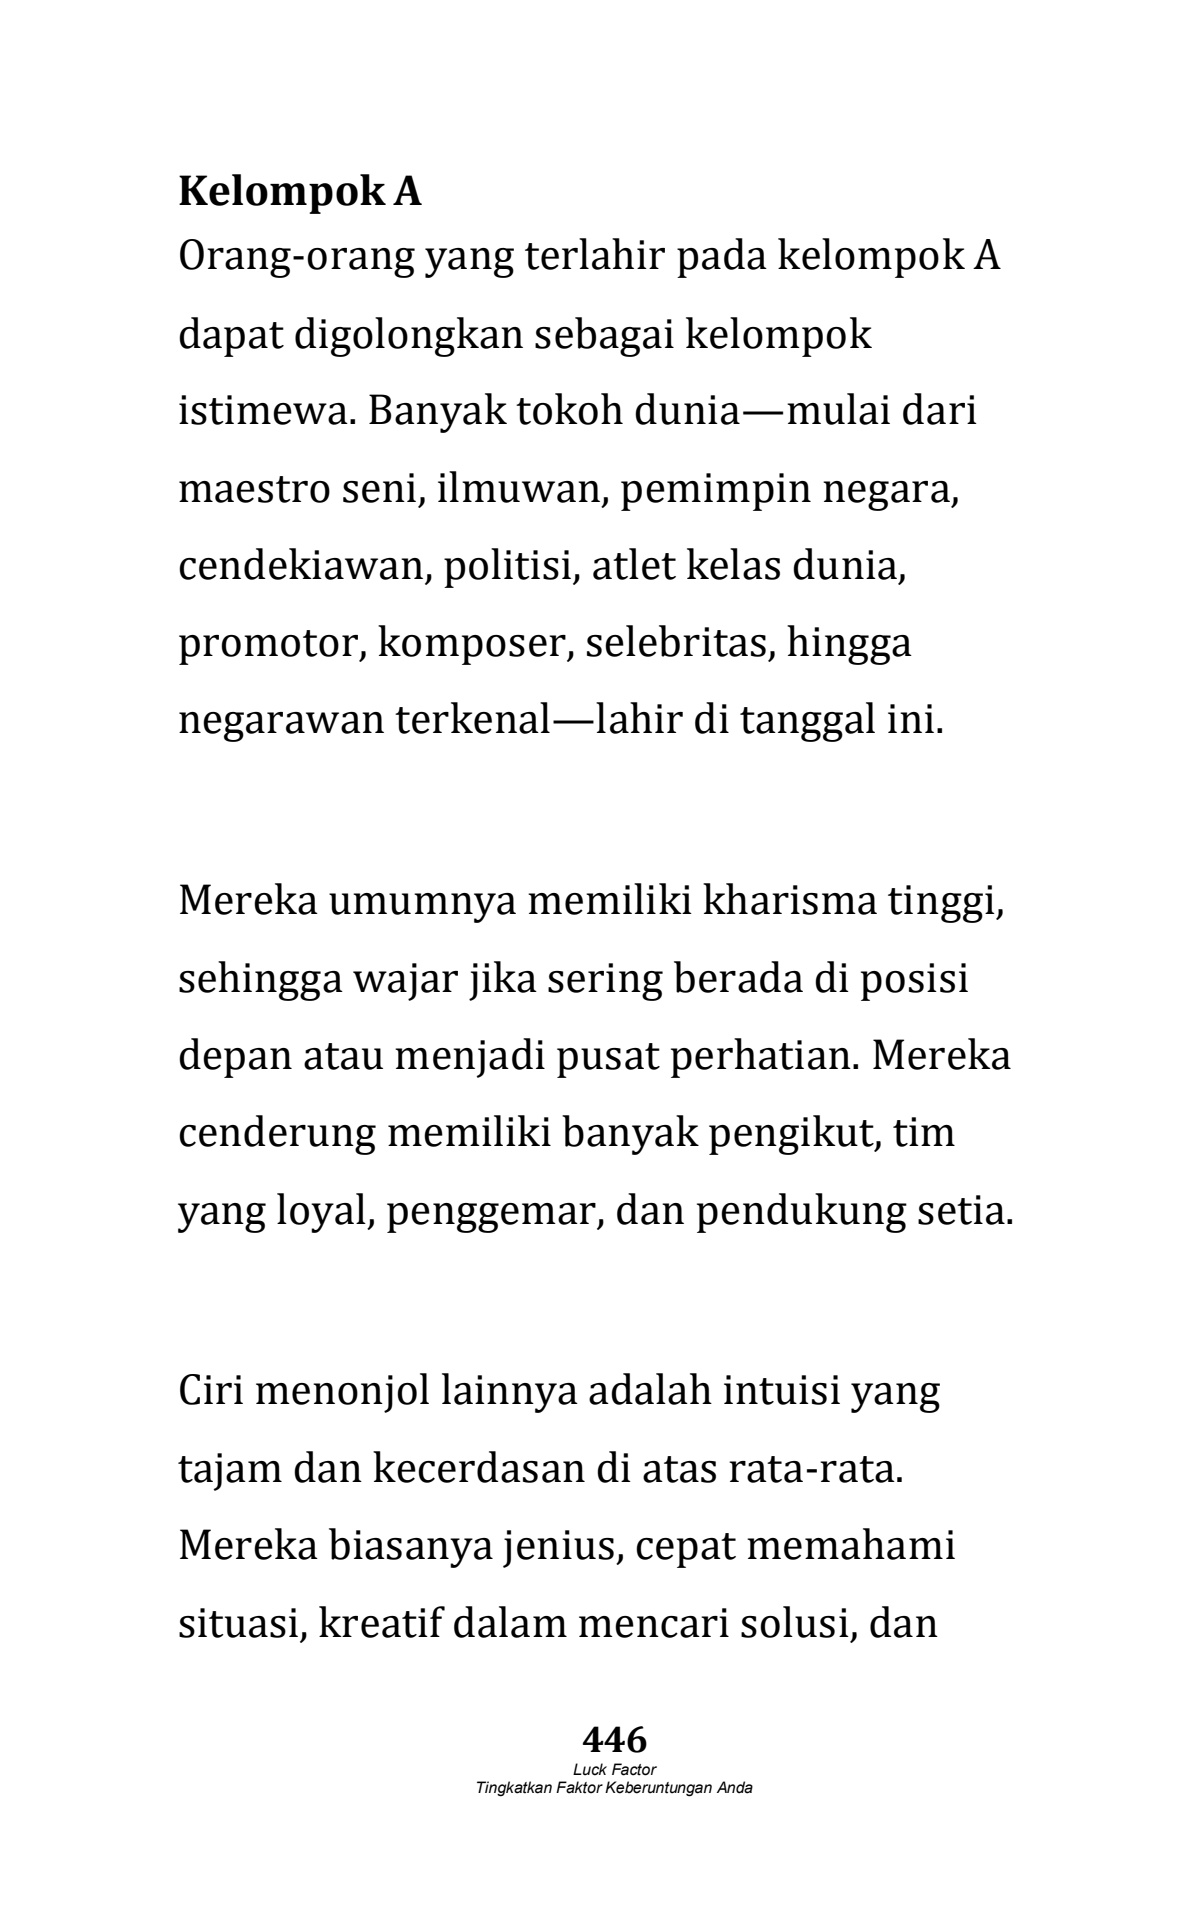 Kelompok A
Orang-orang yang terlahir pada kelompok A
dapat digolongkan sebagai kelompok
istimewa. Banyak tokoh dunia—mulai dari
maestro seni, ilmuwan, pemimpin negara,
cendekiawan, politisi, atlet kelas dunia,
promotor, komposer, selebritas, hingga
negarawan terkenal—lahir di tanggal ini.
Mereka umumnya memiliki kharisma tinggi,
sehingga wajar jika sering berada di posisi
depan atau menjadi pusat perhatian. Mereka
cenderung memiliki banyak pengikut, tim
yang loyal, penggemar, dan pendukung setia.
Ciri menonjol lainnya adalah intuisi yang
tajam dan kecerdasan di atas rata-rata.
Mereka biasanya jenius, cepat memahami
situasi, kreatif dalam mencari solusi, dan
446
Luck Factor
Tingkatkan Faktor Keberuntungan Anda